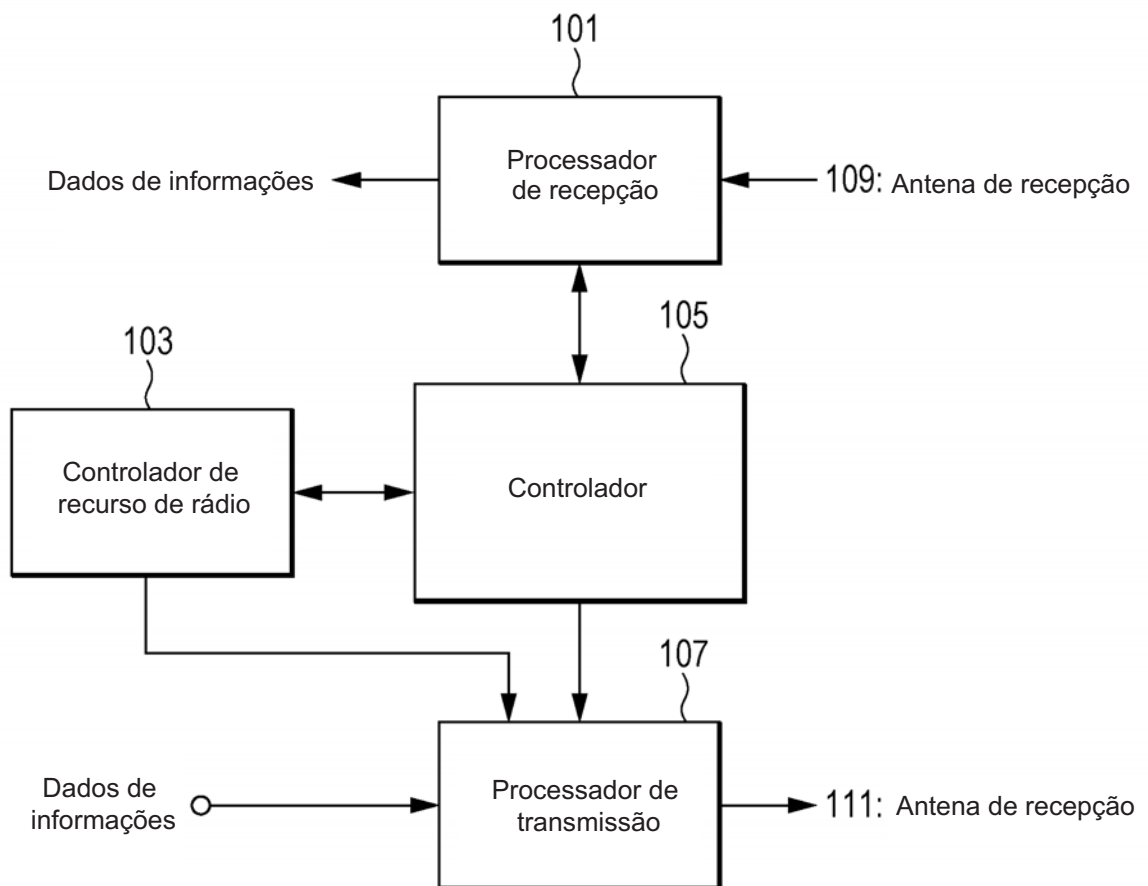 101
Processador
de recepção
Dados de informações
109: Antena de recepção
105
103
Controlador de
recurso de rádio
Controlador
107
Dados de
informações
Processador de
transmissão
111: Antena de recepção